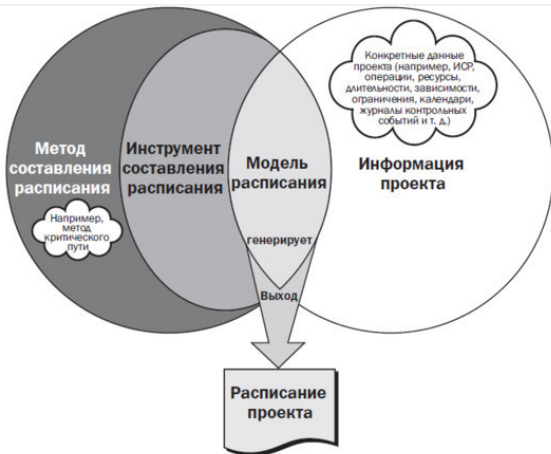 Конкретные данные
проекта (например, ИСР,
операции, ресурсы,
длительности, зависимости,
ограничения, календари,
журналы контрольных
событий и т. д.)
Метод
составления
расписания
Инструмент
составления
расписания
Модель
расписания
Информация
проекта
Например,
метод
критического
пути
генерирует
Выход
Расписание
проекта